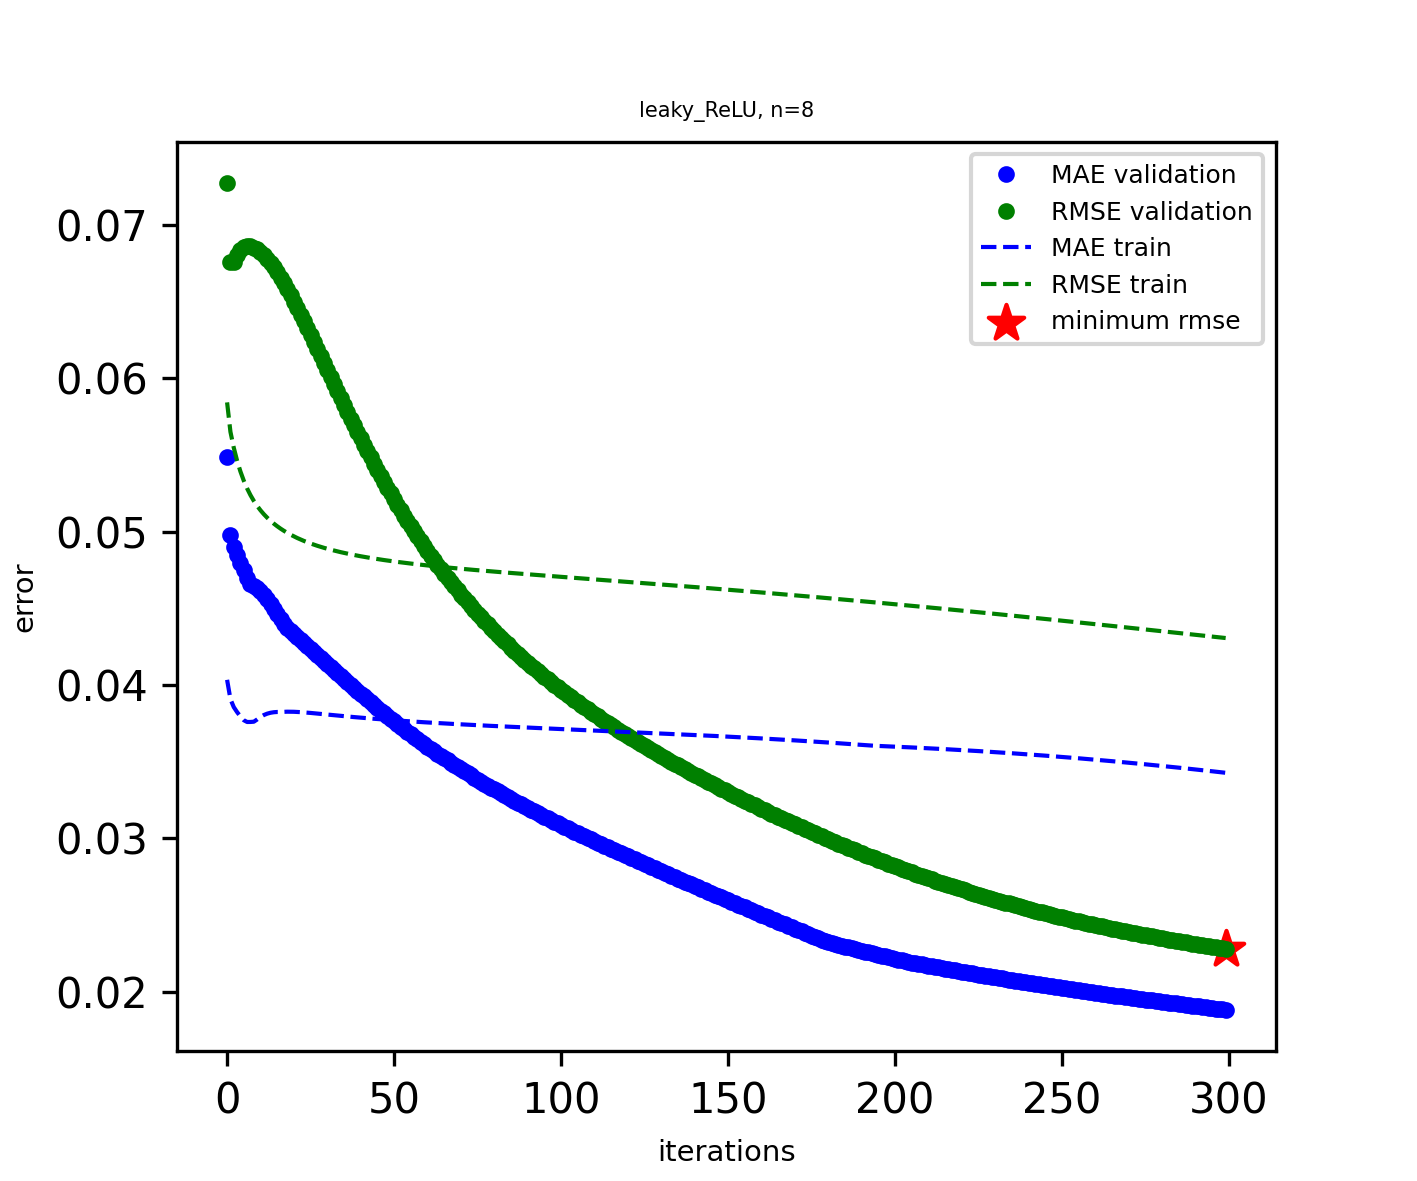 leaky_ReLU, n=8
MAE validation
RMSE validation
MAE train
RMSE train
minimum rmse
0.07
0.06
0.05
0.04
0.03
0.02
error
0 50 100 150 200 250 300
iterations